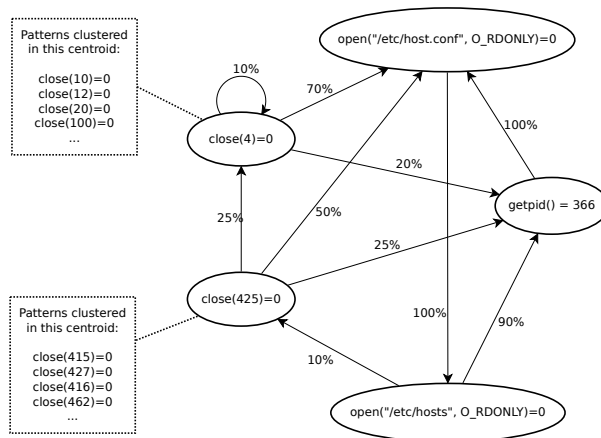 Patterns clustered
in this centroid:
close(10)=0
close(12)=0
close(20)=0
close(100)=0
...
open("/etc/host.conf", O_RDONLY)=0
10%
70%
close(4)=0
100%
20%
getpid() = 366
25%
50%
25%
close(425)=0
Patterns clustered
in this centroid:
close(415)=0
close(427)=0
close(416)=0
close(462)=0
...
100%
90%
10%
open("/etc/hosts", O_RDONLY)=0